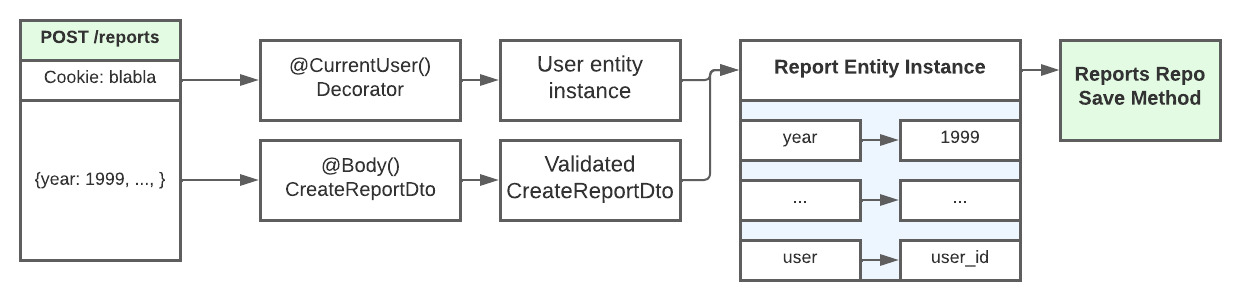 POST /reports
Cookie: blabla
{year: 1999, ..., }
@CurrentUser()
Decorator
@Body()
CreateReportDto
User entity
instance
Validated
CreateReportDto
Report Entity Instance
year
1999
...
...
user
user_id
Reports Repo
Save Method